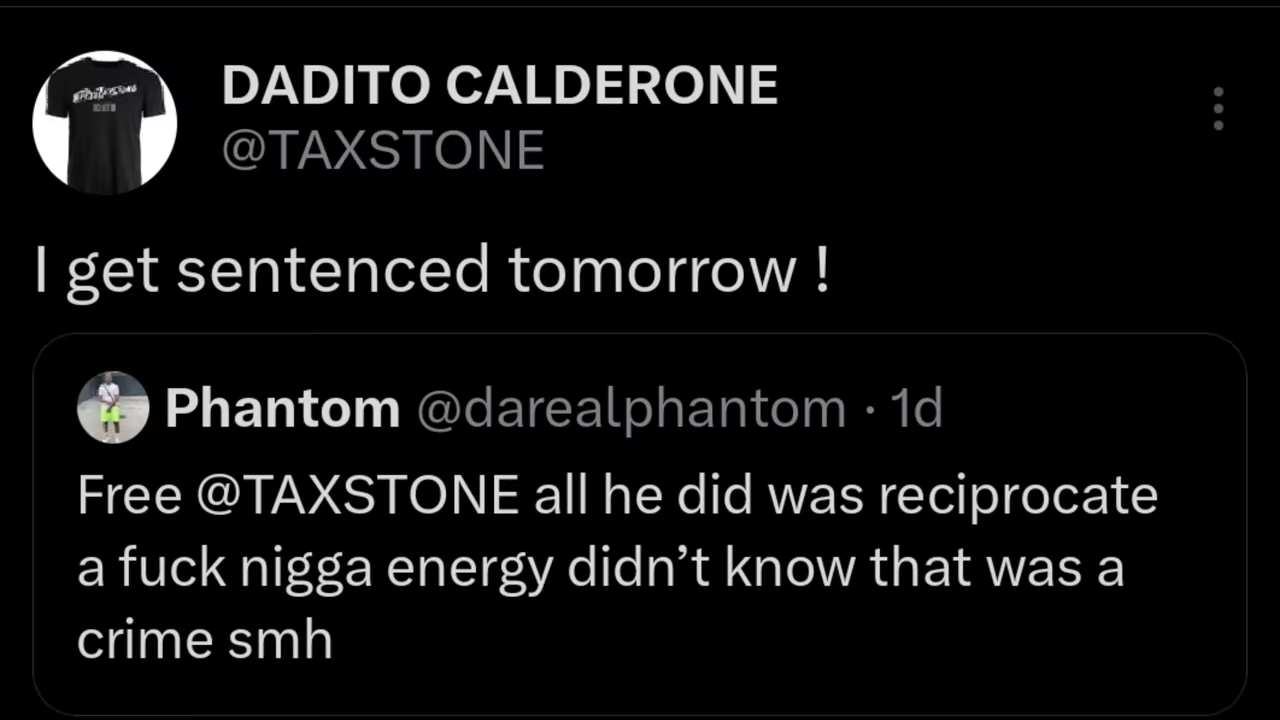 DADITO CALDERONE
@TAXSTONE
I get sentenced tomorrow !
Phantom @darealphantom · 1d
Free @TAXSTONE all he did was reciprocate
a fuck nigga energy didn’t know that was a
crime smh